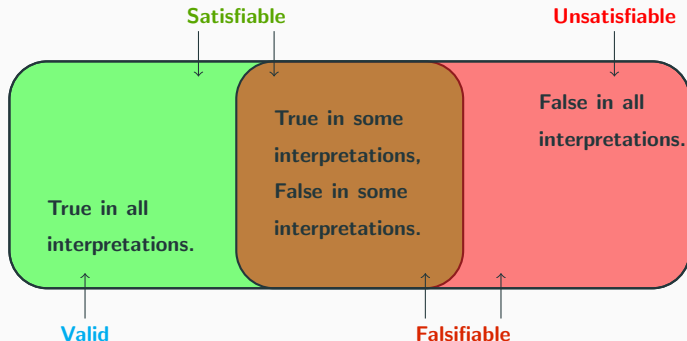 Satisfiable
Unsatisfiable
True in all
interpretations.
True in some
interpretations,
False in some
interpretations.
False in all
interpretations.
Valid
Falsifiable